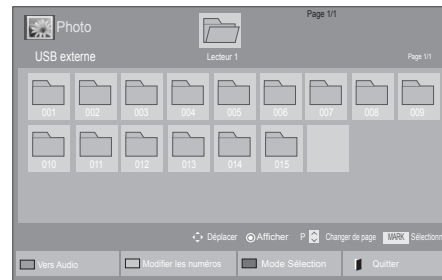 Page 1/1
Photo
USB externe
Lecteur 1
Page 1/1
001 002 003 004 005 006 007 008 009
010 011 012 013 014 015
Déplacer Afficher P Changer de page MARK Sélectionn
Vers Audio Modifier les numéros Mode Sélection Quitter